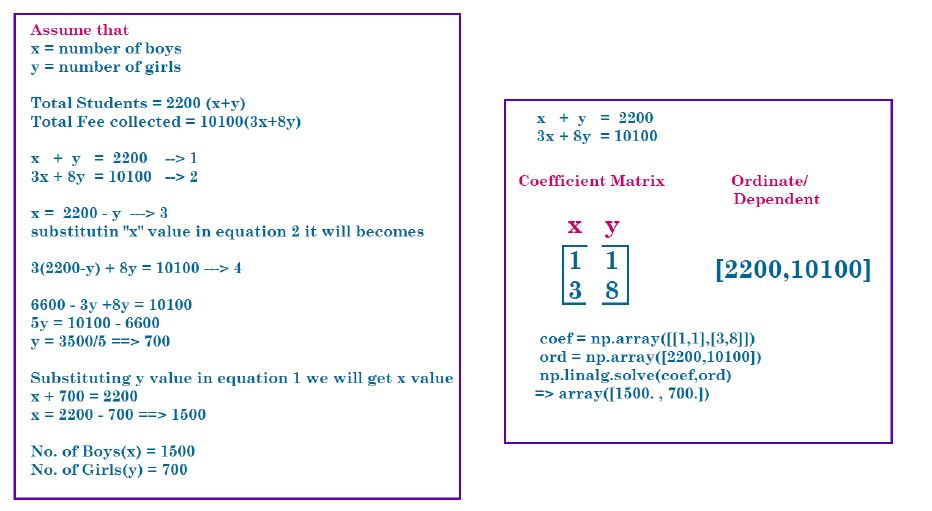 Assume that
x = number of boys
y = number of girls
Total Students = 2200 (x+y)
Total Fee collected = 10100(3x+8y)
x + y = 2200 --> 1
3x + 8y = 10100 --> 2
x = 2200 - y ---> 3
substitutin "x" value in equation 2 it will becomes
3(2200-y) + 8y = 10100 ---> 4
6600 - 3y +8y = 10100
5y = 10100 - 6600
y = 3500/5 ==> 700
Substituting y value in equation 1 we will get x value
x + 700 = 2200
x = 2200 - 700 ==> 1500
No. of Boys(x) = 1500
No. of Girls(y) = 700
x + y = 2200
3x + 8y = 10100
Coefficient Matrix
Ordinate/
Dependent
x y
1 1
3 8
[2200,10100]
coef = np.array([[1,1],[3,8]])
ord = np.array([2200,10100])
np.linalg.solve(coef,ord)
=> array([1500. , 700.])